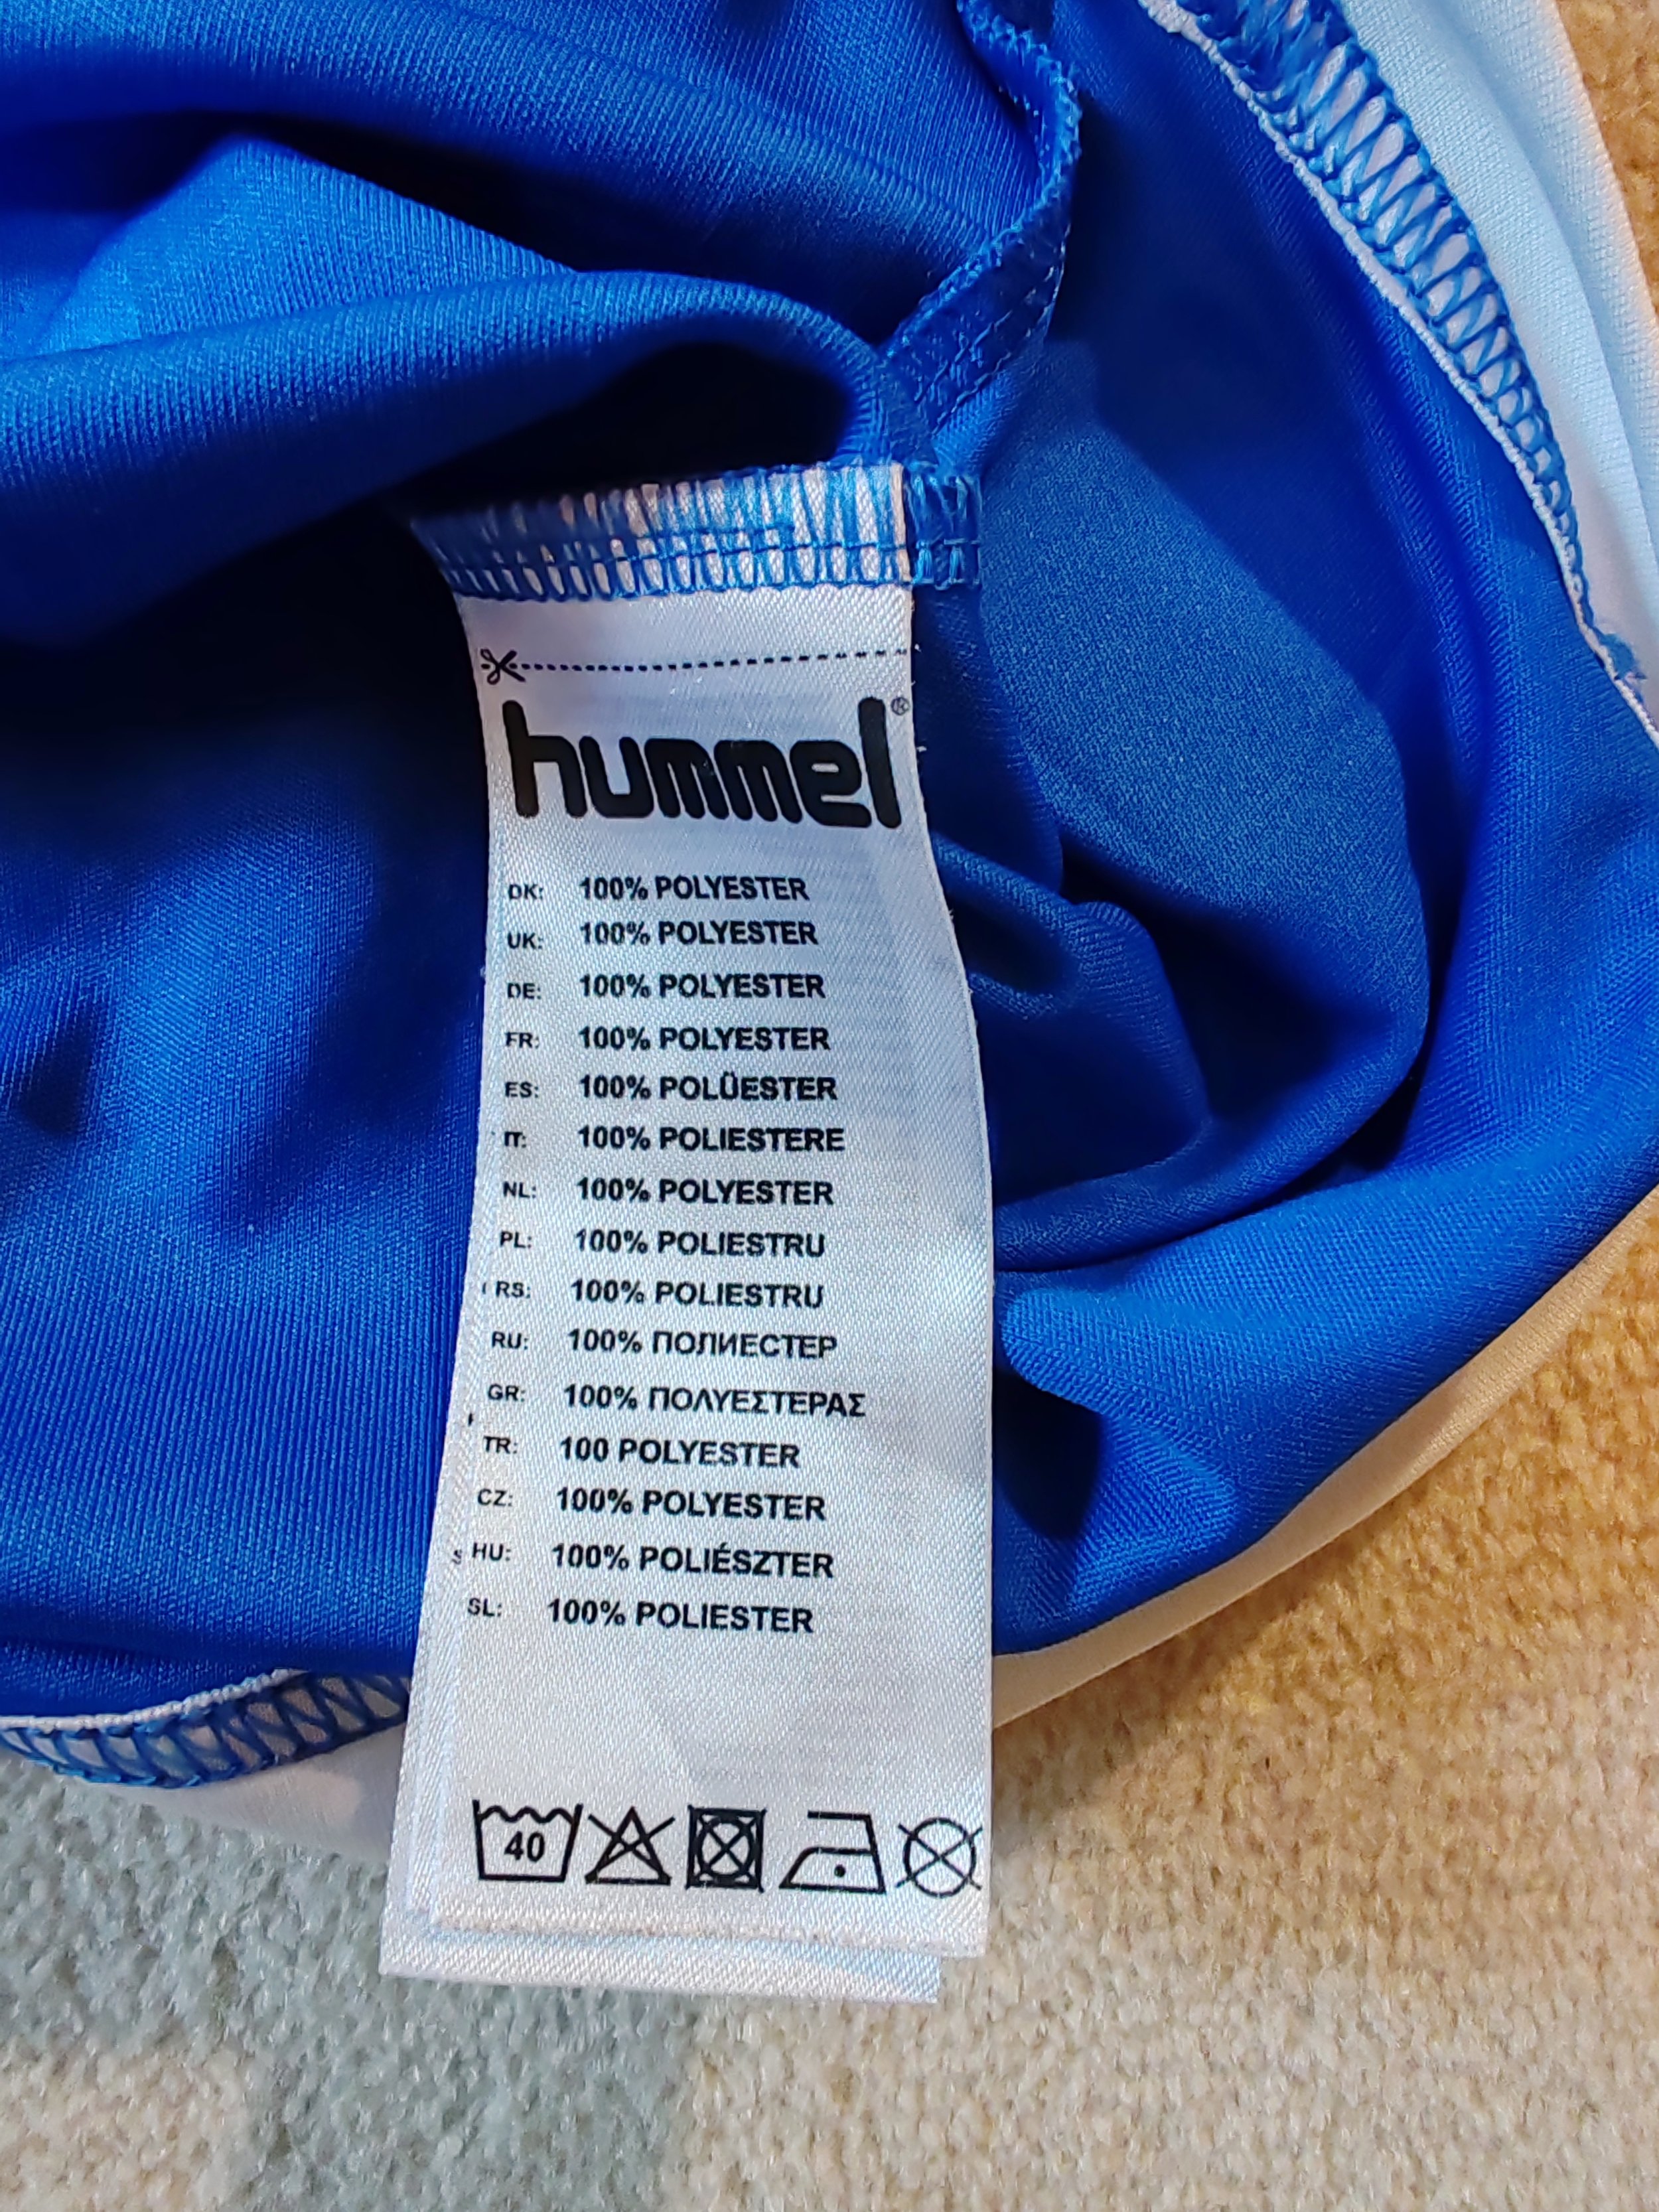 hummel®
DK: 100% POLYESTER
UK: 100% POLYESTER
DE: 100% POLYESTER
FR: 100% POLYESTER
ES: 100% POLÜESTER
IT: 100% POLIESTERE
NL: 100% POLYESTER
PL: 100% POLIESTRU
RS: 100% POLIESTRU
RU: 100% ПОЛИЕСТЕР
GR: 100% ΠΟΛΥΕΣΤΕΡΑΣ
TR: 100 POLYESTER
CZ: 100% POLYESTER
HU: 100% POLIÉSZTER
SL: 100% POLIESTER
40